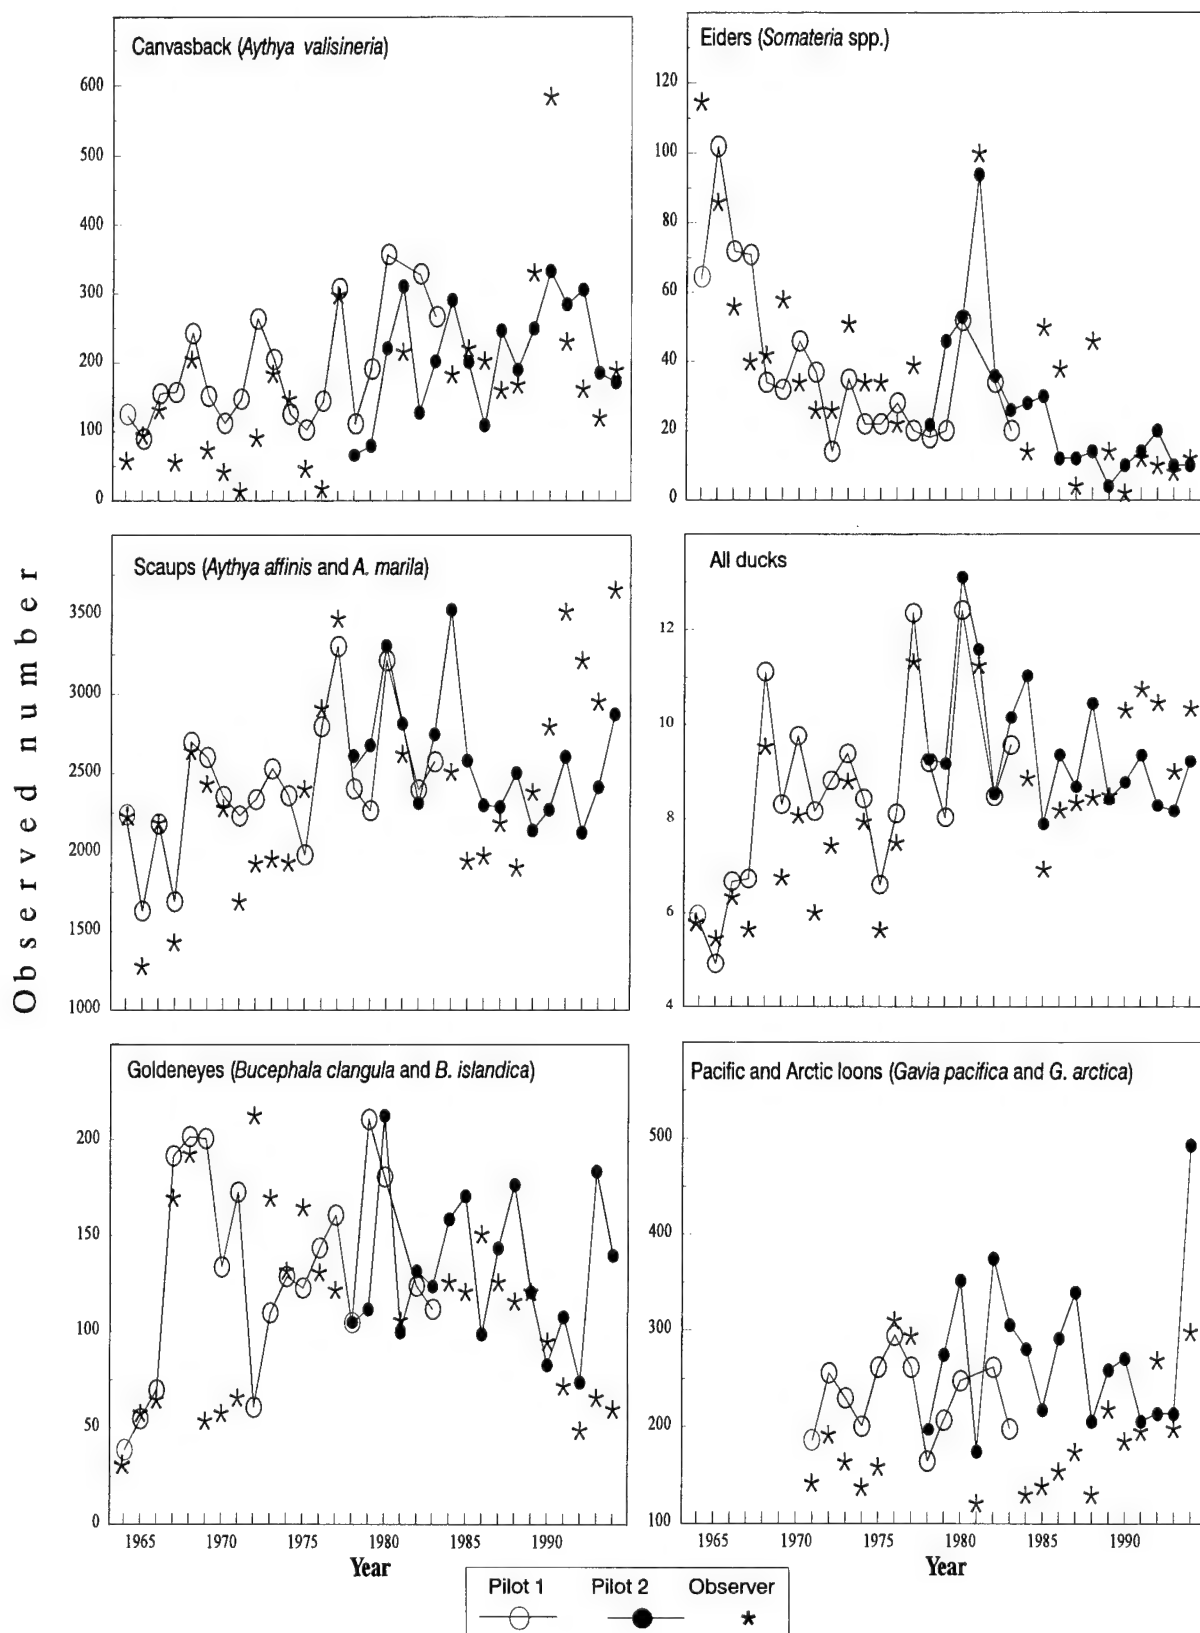 Canvasback (Aythya valisineria)
600
500
400
300
200
100
0
Eiders (Somateria spp.)
120
100
80
60
40
20
0
Observed number
Scaups (Aythya affinis and A. marila)
3500
3000
2500
2000
1500
1000
All ducks
12
10
8
6
4
Goldeneyes (Bucephala clangula and B. islandica)
200
150
100
50
0
1965 1970 1975 1980 1985 1990
Year
Pacific and Arctic loons (Gavia pacifica and G. arctica)
500
400
300
200
100
1965 1970 1975 1980 1985 1990
Year
Pilot 1 Pilot 2 Observer